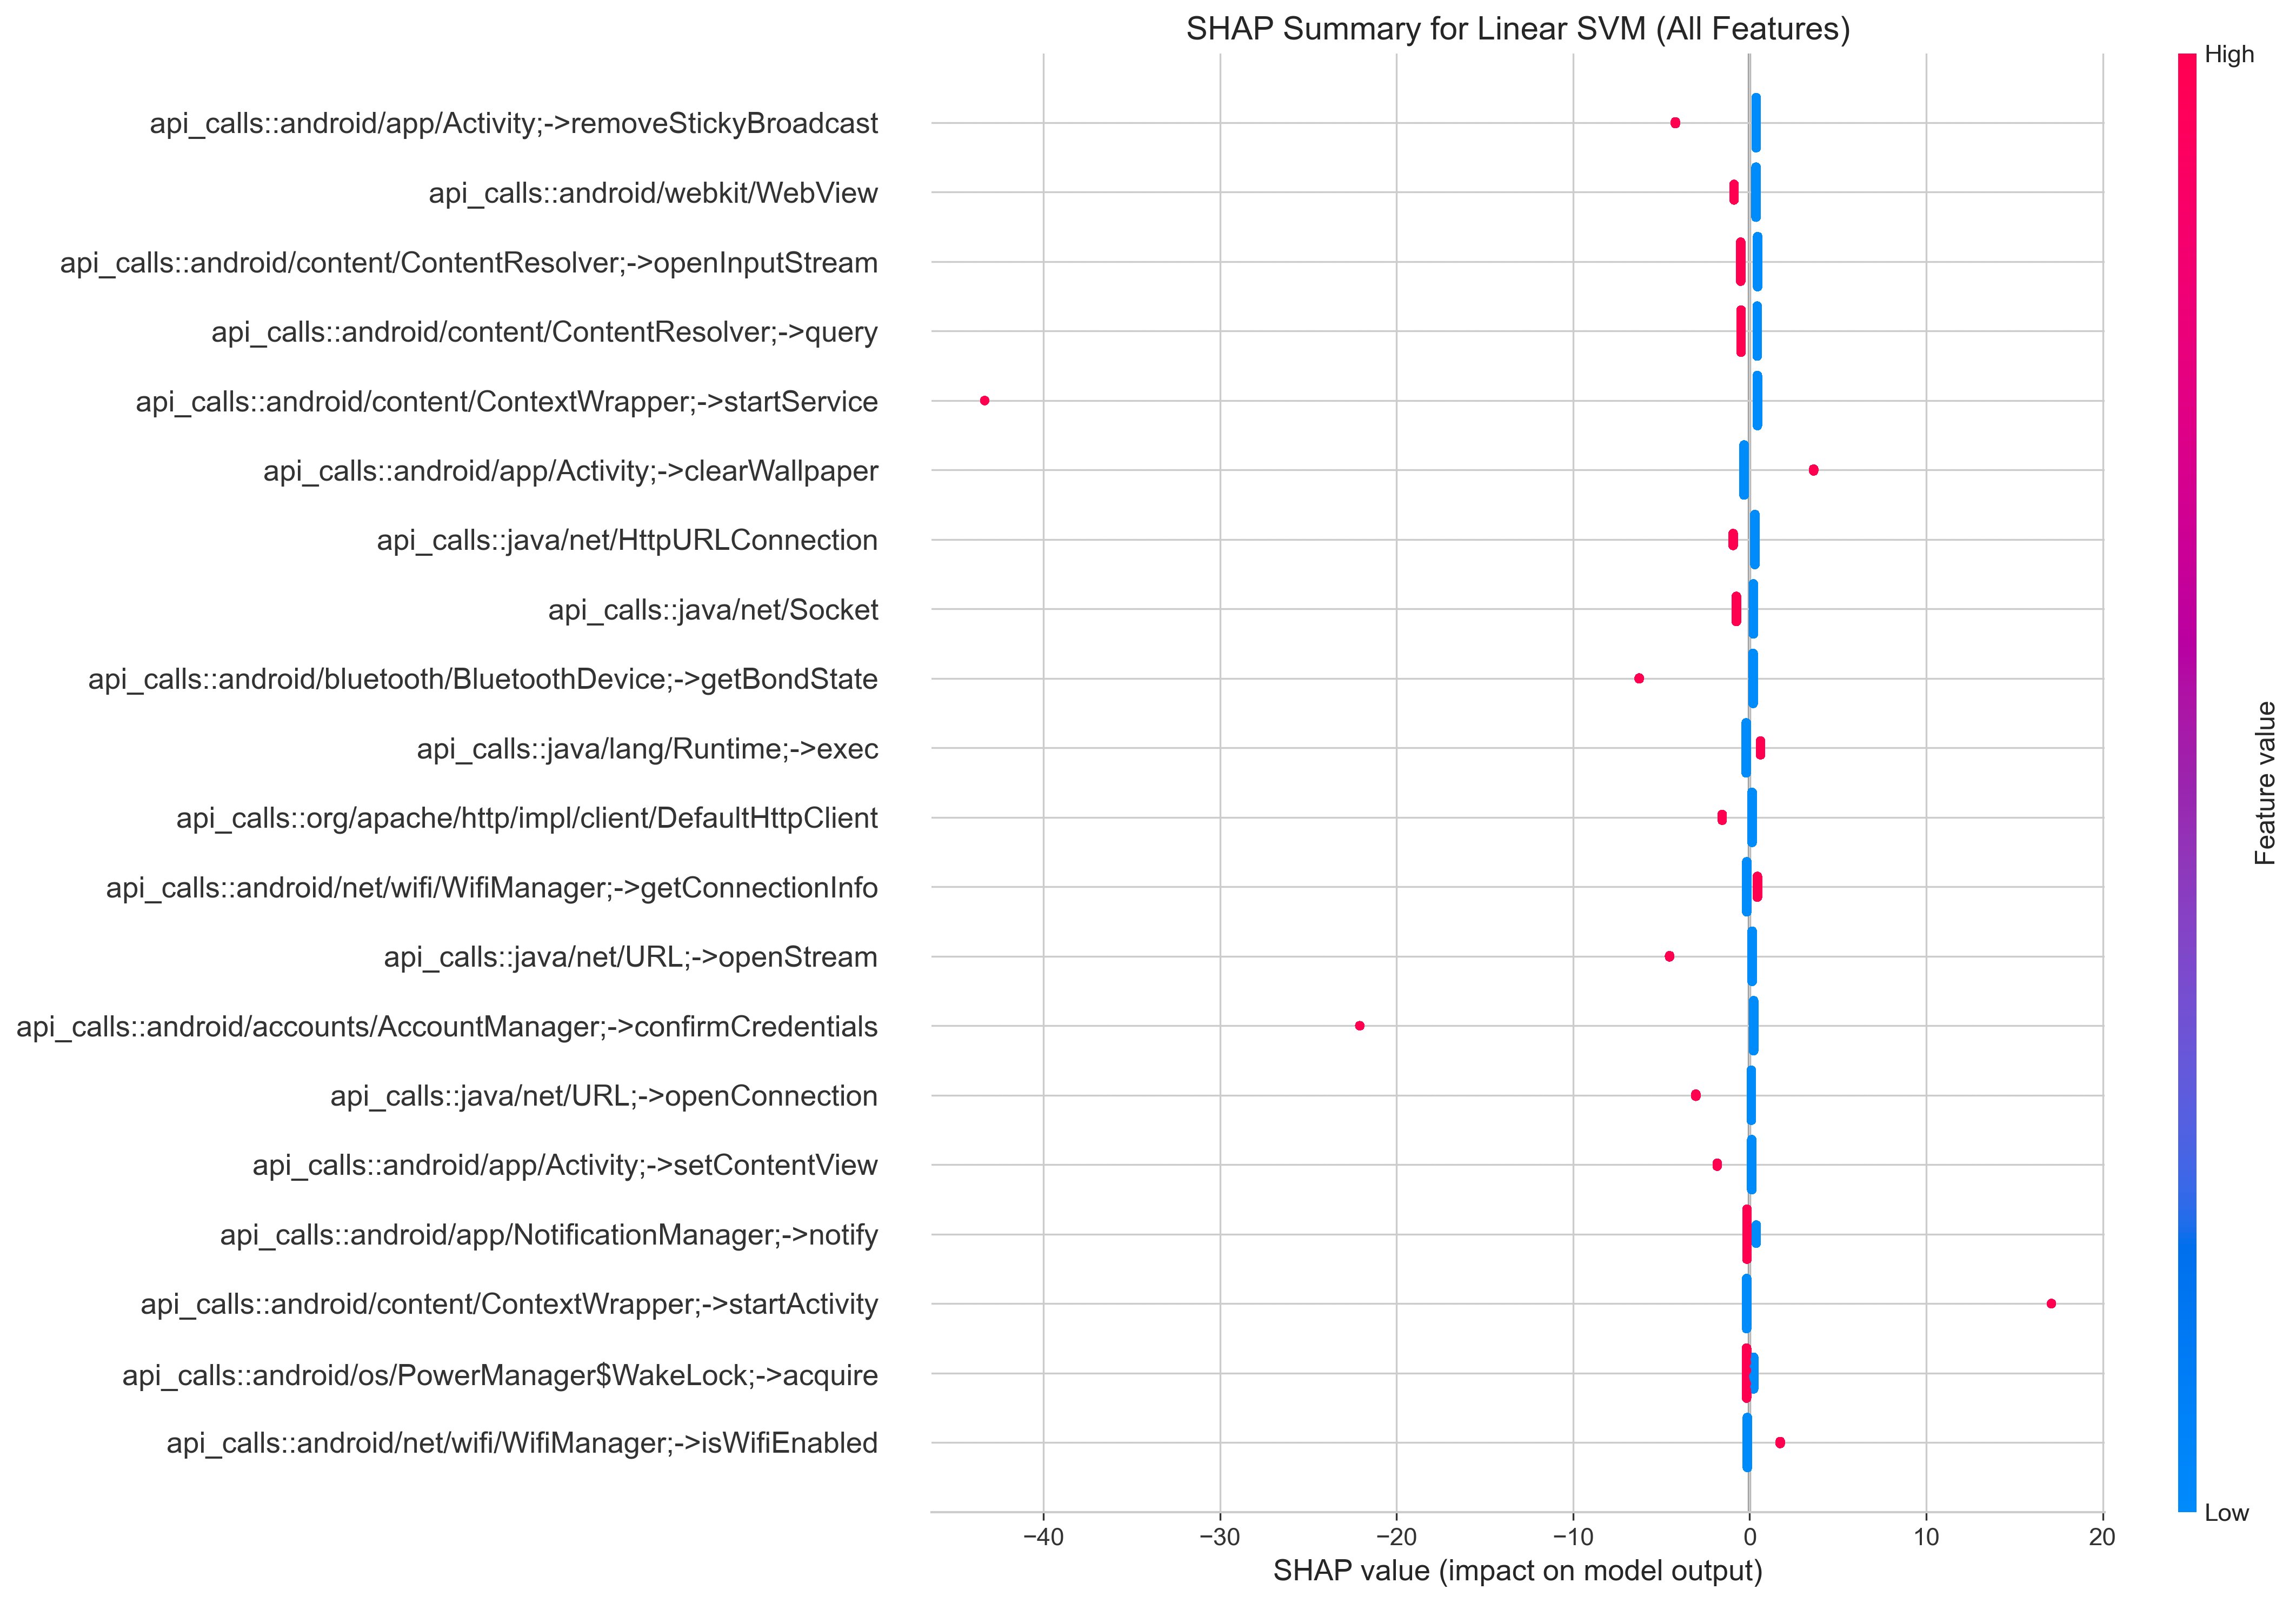 SHAP Summary for Linear SVM (All Features)
High
api_calls::android/app/Activity;->removeStickyBroadcast
api_calls::android/webkit/WebView
api_calls::android/content/ContentResolver;->openInputStream
api_calls::android/content/ContentResolver;->query
api_calls::android/content/ContextWrapper;->startService
api_calls::android/app/Activity;->clearWallpaper
api_calls::java/net/HttpURLConnection
api_calls::java/net/Socket
api_calls::android/bluetooth/BluetoothDevice;->getBondState
api_calls::java/lang/Runtime;->exec
api_calls::org/apache/http/impl/client/DefaultHttpClient
api_calls::android/net/wifi/WifiManager;->getConnectionInfo
api_calls::java/net/URL;->openStream
api_calls::android/accounts/AccountManager;->confirmCredentials
api_calls::java/net/URL;->openConnection
api_calls::android/app/Activity;->setContentView
api_calls::android/app/NotificationManager;->notify
api_calls::android/content/ContextWrapper;->startActivity
api_calls::android/os/PowerManager$WakeLock;->acquire
api_calls::android/net/wifi/WifiManager;->isWifiEnabled
Feature value
Low
−40 −30 −20 −10 0 10 20
SHAP value (impact on model output)